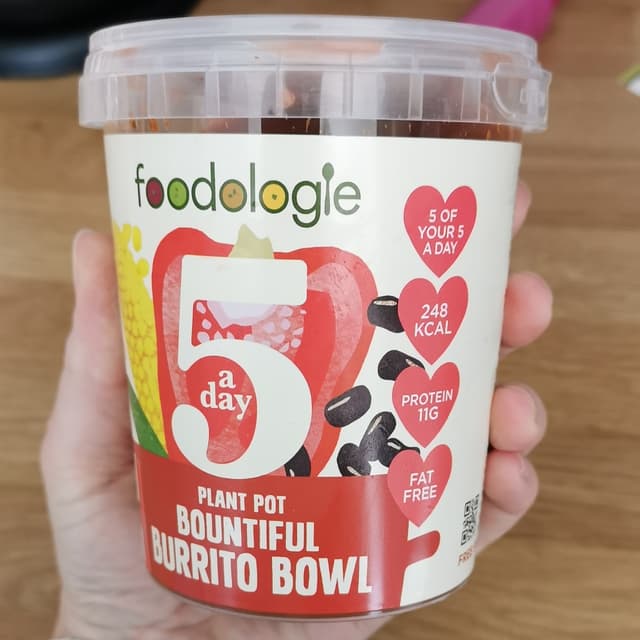 foodologie
5
a
day
5 OF
YOUR 5
A DAY
248
KCAL
PROTEIN
11G
FAT
FREE
PLANT POT
BOUNTIFUL
BURRITO BOWL